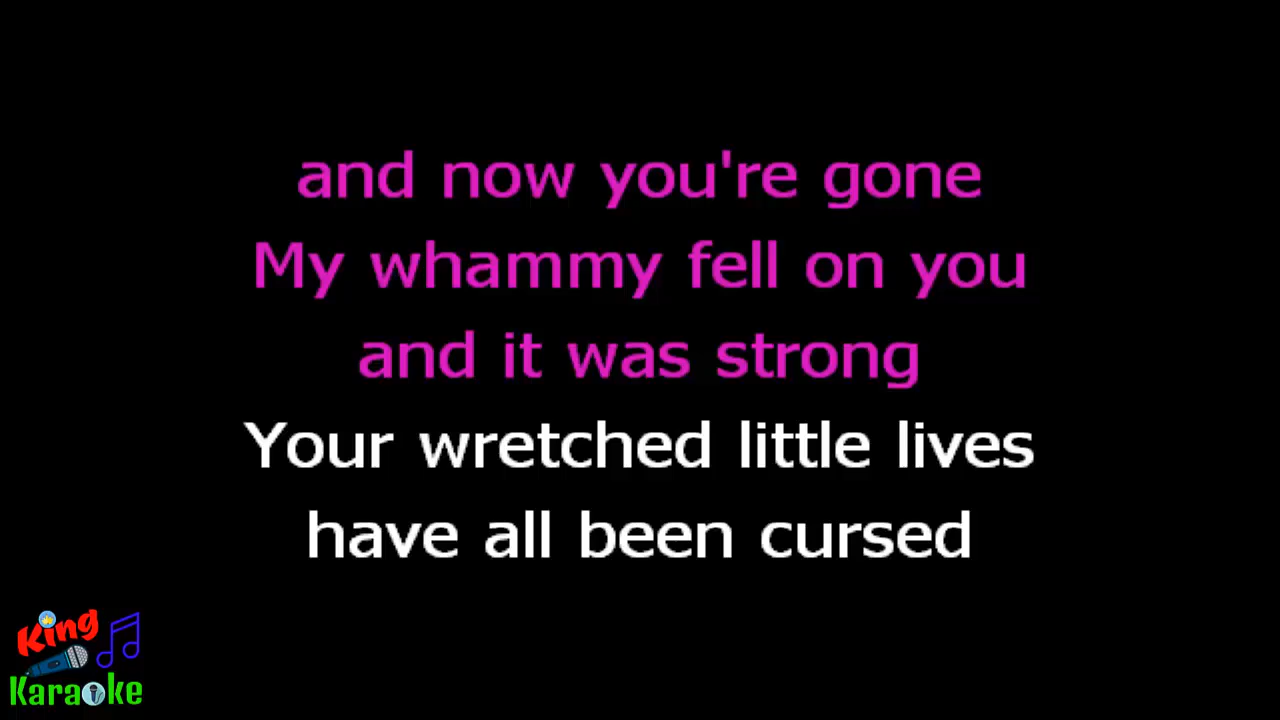 and now you're gone
My whammy fell on you
and it was strong
Your wretched little lives
have all been cursed
King
Karaoke